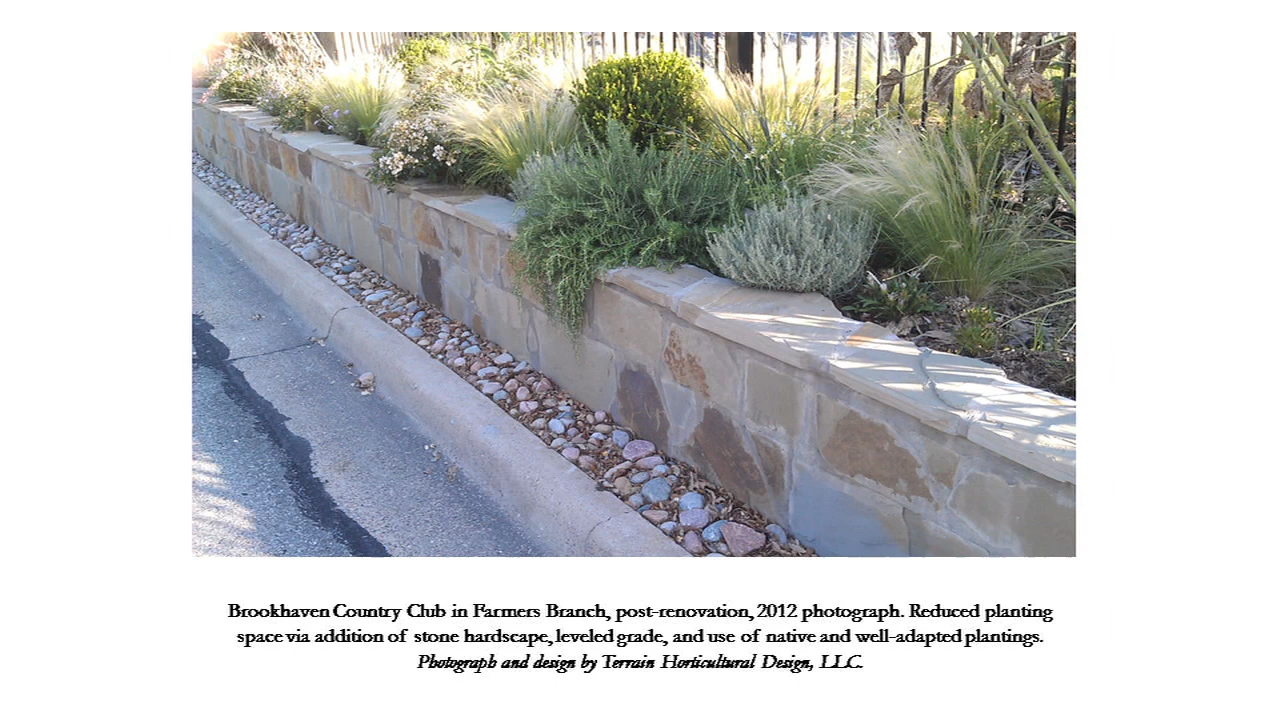 Brookhaven Country Club in Farmers Branch, post-renovation, 2012 photograph. Reduced planting
space via addition of stone hardscape, leveled grade, and use of native and well-adapted plantings.
Photograph and design by Terrain Horticultural Design, LLC.